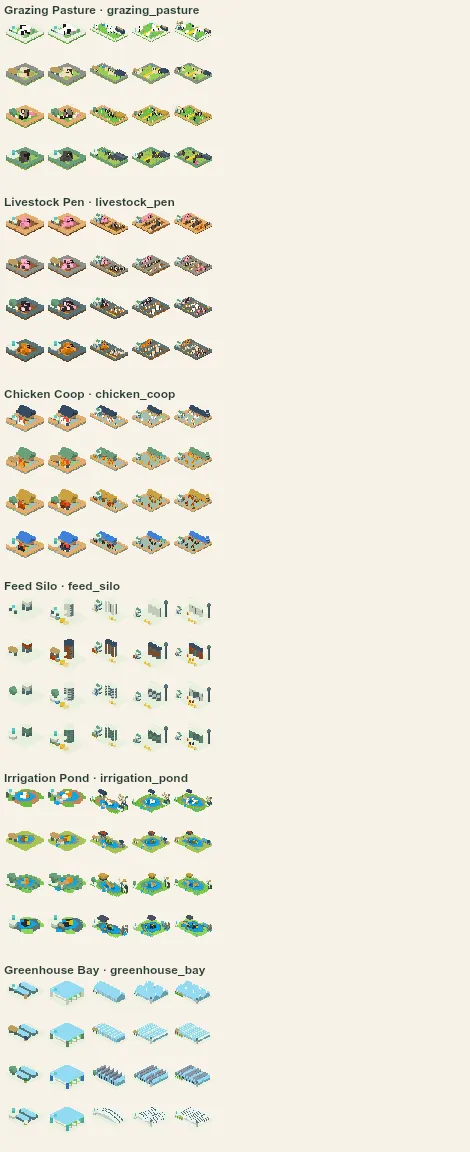 Grazing Pasture · grazing_pasture
Livestock Pen · livestock_pen
Chicken Coop · chicken_coop
Feed Silo · feed_silo
Irrigation Pond · irrigation_pond
Greenhouse Bay · greenhouse_bay